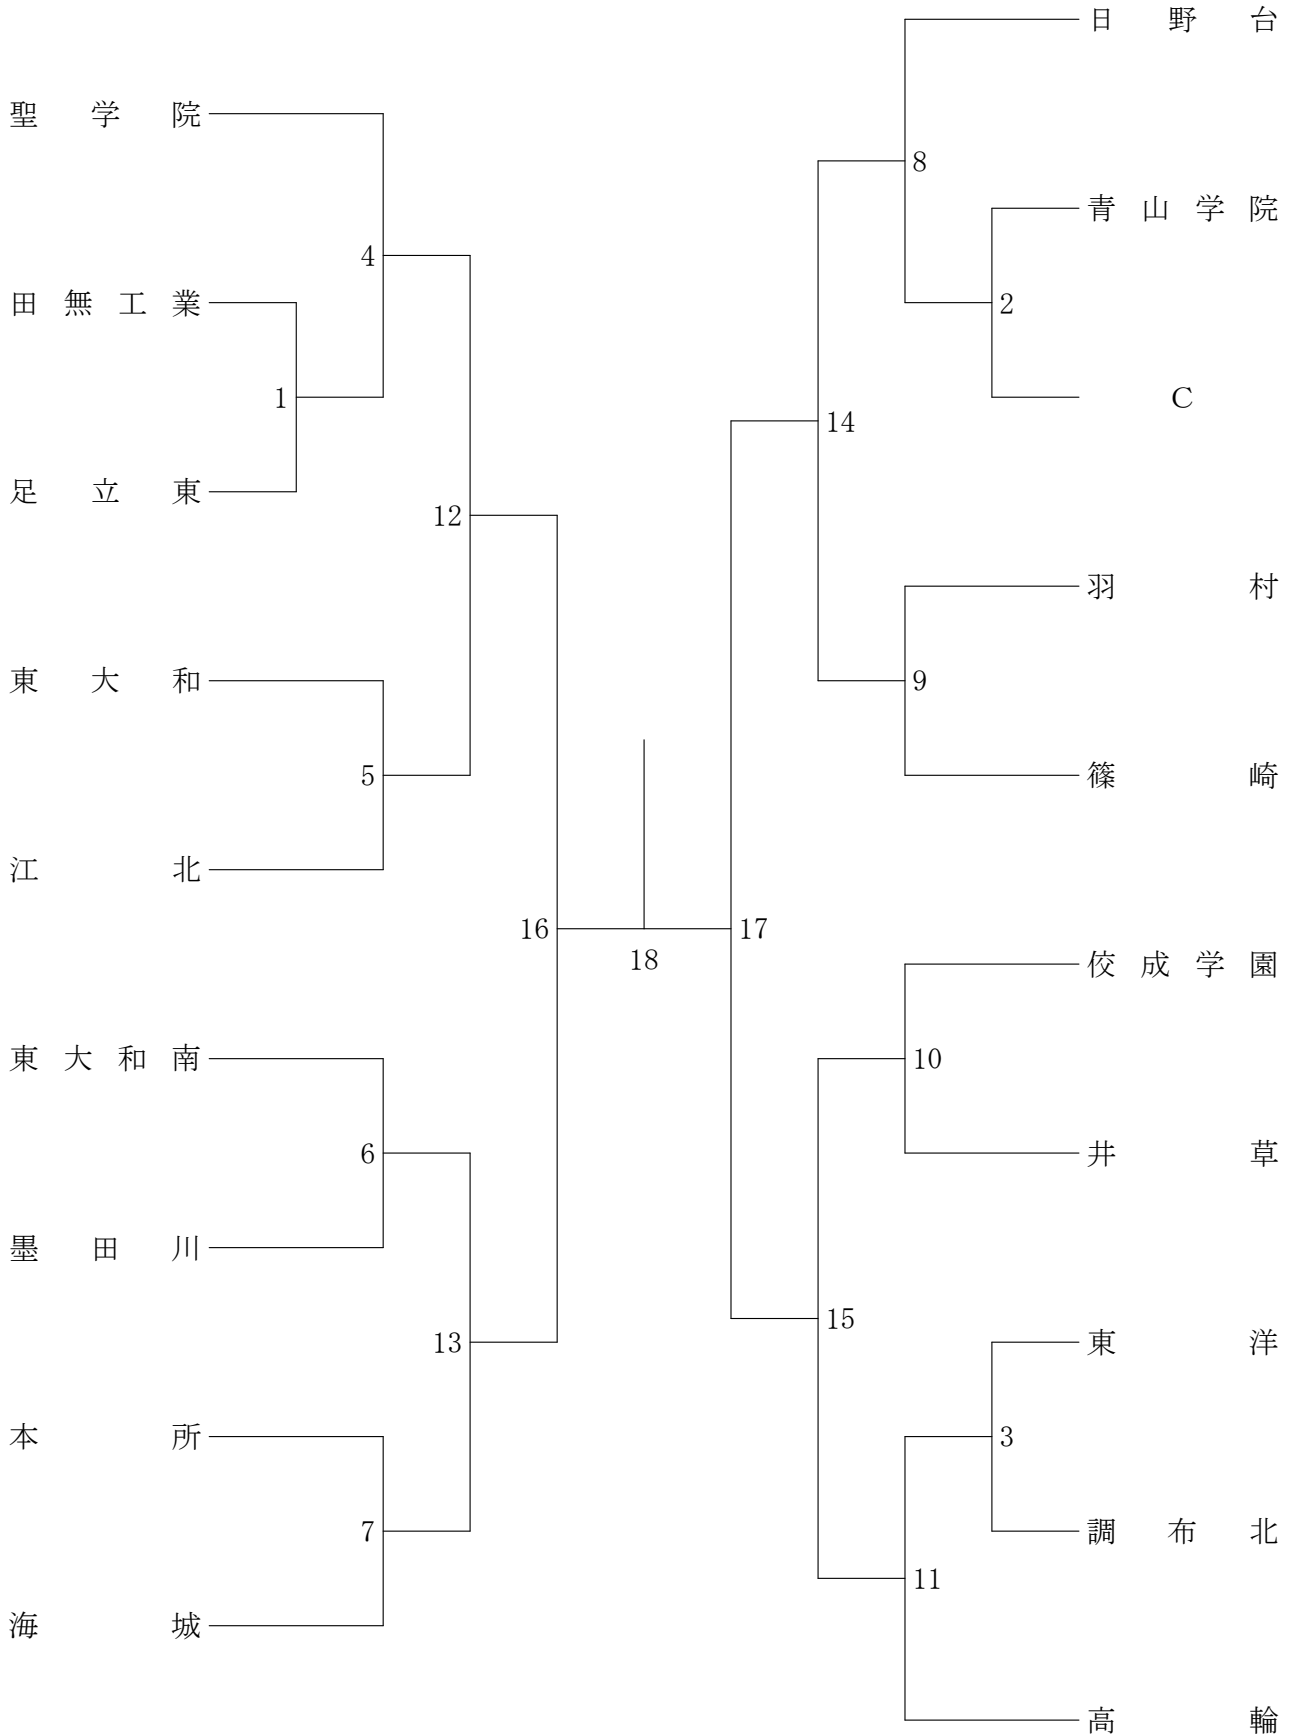 聖学院
4
田無工業
1
足立東
12
東大和
5
江北
16
東大和南
6
墨田川
13
本所
7
海城
18
日野台
8
青山学院
2
C
14
羽村
9
篠崎
17
佼成学園
10
井草
15
東洋
3
調布北
11
高輪